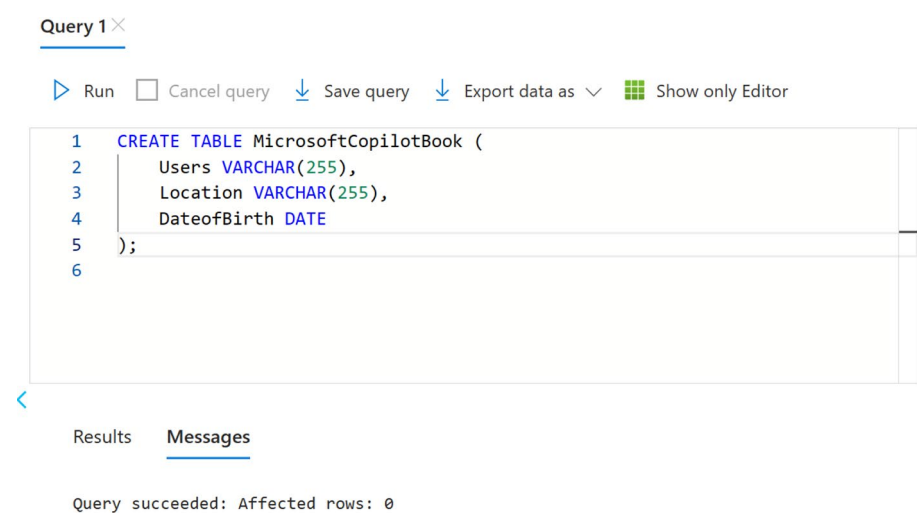 Query 1
Run Cancel query Save query Export data as Show only Editor
1 CREATE TABLE MicrosoftCopilotBook (
2 Users VARCHAR(255),
3 Location VARCHAR(255),
4 DateofBirth DATE
5 );
6
Results Messages
Query succeeded: Affected rows: 0